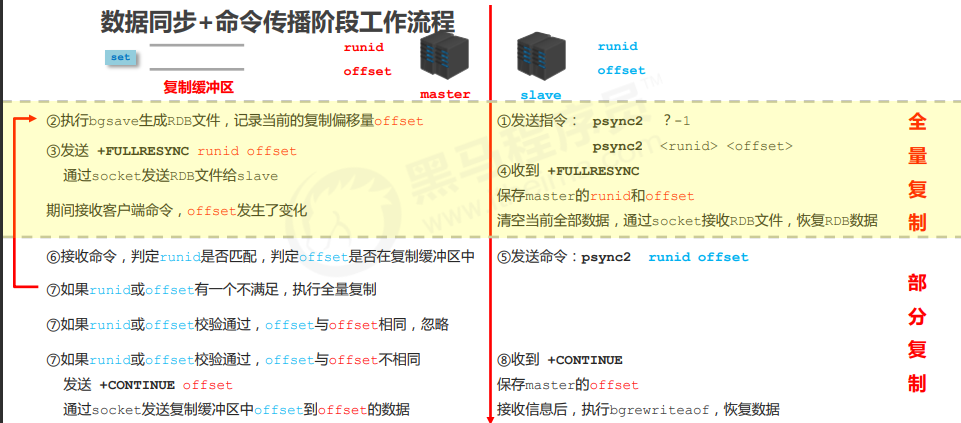 数据同步+命令传播阶段工作流程
set
复制缓冲区
runid
offset
master
runid
offset
slave
②执行bgsave生成RDB文件，记录当前的复制偏移量offset
③发送 +FULLRESYNC runid offset
通过socket发送RDB文件给slave
期间接收客户端命令，offset发生了变化
①发送指令： psync2 ？-1
psync2 <runid> <offset>
④收到 +FULLRESYNC
保存master的runid和offset
清空当前全部数据，通过socket接收RDB文件，恢复RDB数据
全量复制
⑥接收命令，判定runid是否匹配，判定offset是否在复制缓冲区中
⑦如果runid或offset有一个不满足，执行全量复制
⑦如果runid或offset校验通过，offset与offset相同，忽略
⑦如果runid或offset校验通过，offset与offset不相同
发送 +CONTINUE offset
通过socket发送复制缓冲区中offset到offset的数据
⑤发送命令：psync2 runid offset
⑧收到 +CONTINUE
保存master的offset
接收信息后，执行bgrewriteaof，恢复数据
部分复制
黑马程序员™